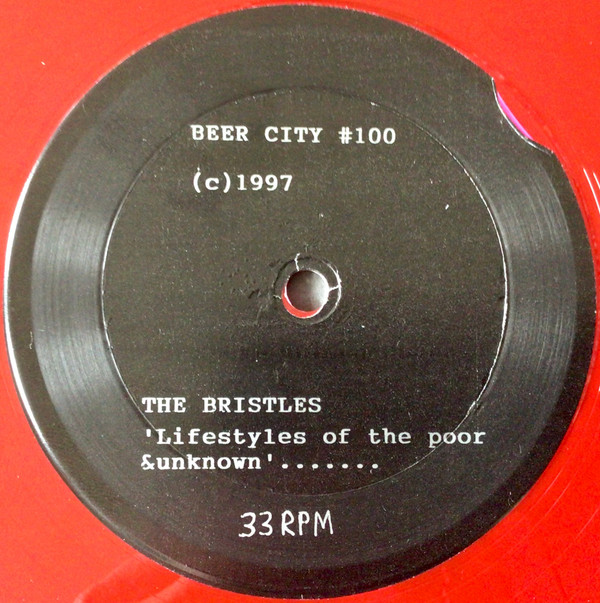 BEER CITY #100
(c)1997
THE BRISTLES
'Lifestyles of the poor
&unknown'.......
33 RPM